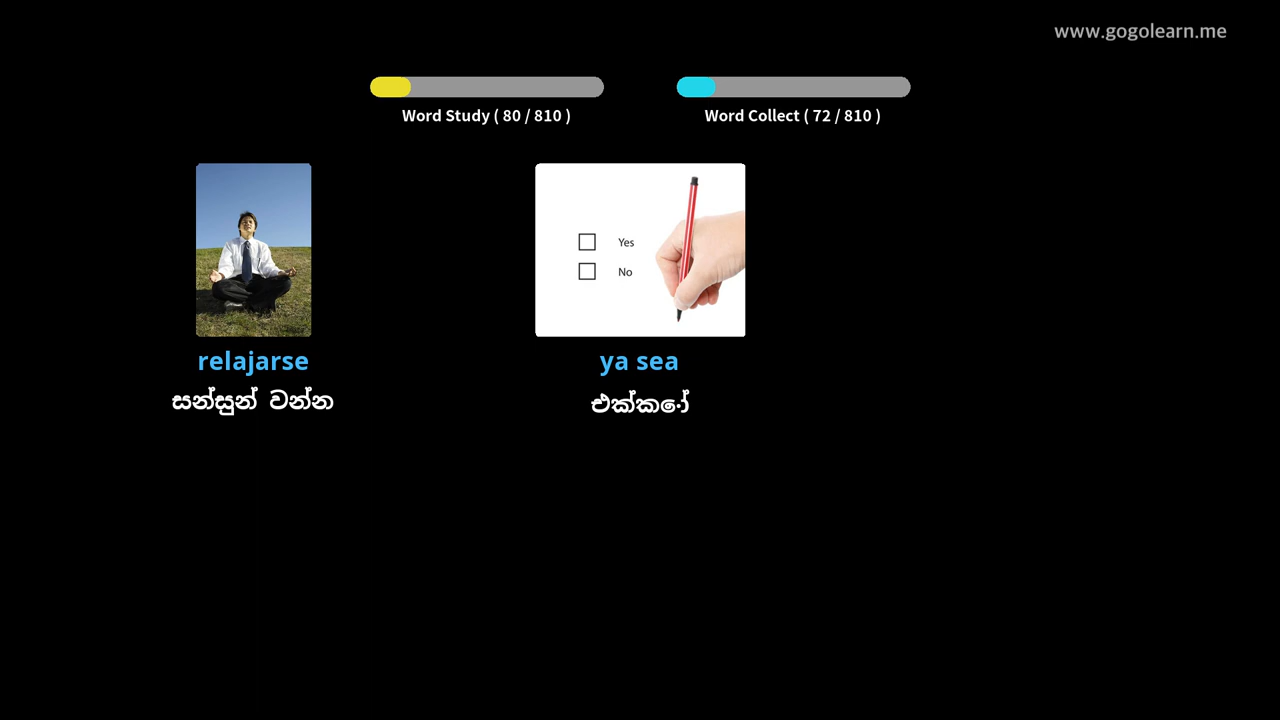 www.gogolearn.me
Word Study ( 80 / 810 )
Word Collect ( 72 / 810 )
Yes
No
relajarse
සන්සුන් වන්න
ya sea
එක්කෝ